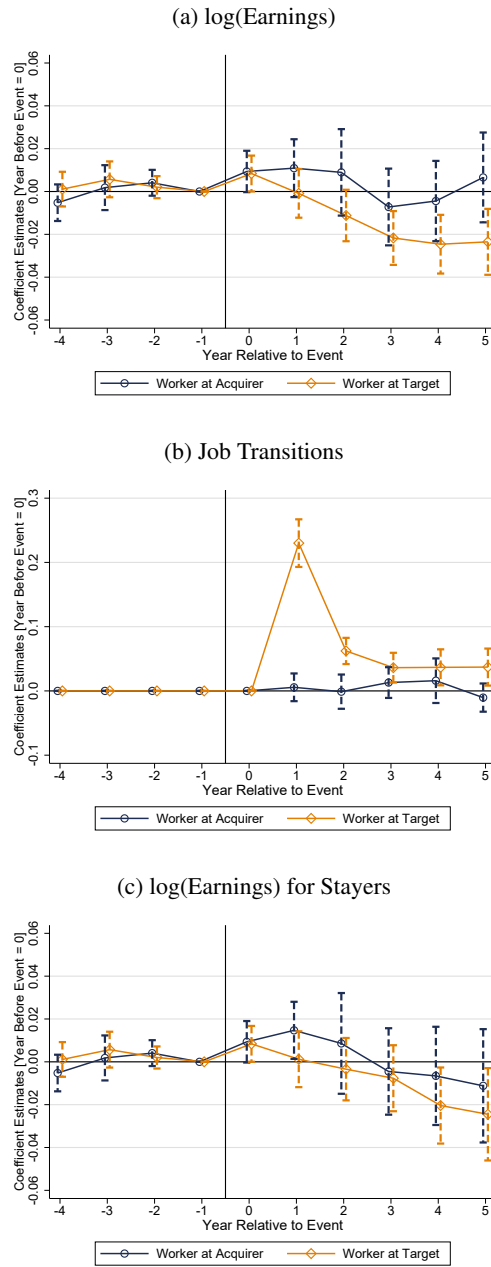 (a) log(Earnings)
Coefficient Estimates [Year Before Event = 0]
0.06
0.04
0.02
0.00
-0.02
-0.04
-0.06
-4 -3 -2 -1 0 1 2 3 4 5
Year Relative to Event
Worker at Acquirer Worker at Target
(b) Job Transitions
Coefficient Estimates [Year Before Event = 0]
0.3
0.2
0.1
0.0
-0.1
-4 -3 -2 -1 0 1 2 3 4 5
Year Relative to Event
Worker at Acquirer Worker at Target
(c) log(Earnings) for Stayers
Coefficient Estimates [Year Before Event = 0]
0.06
0.04
0.02
0.00
-0.02
-0.04
-0.06
-4 -3 -2 -1 0 1 2 3 4 5
Year Relative to Event
Worker at Acquirer Worker at Target